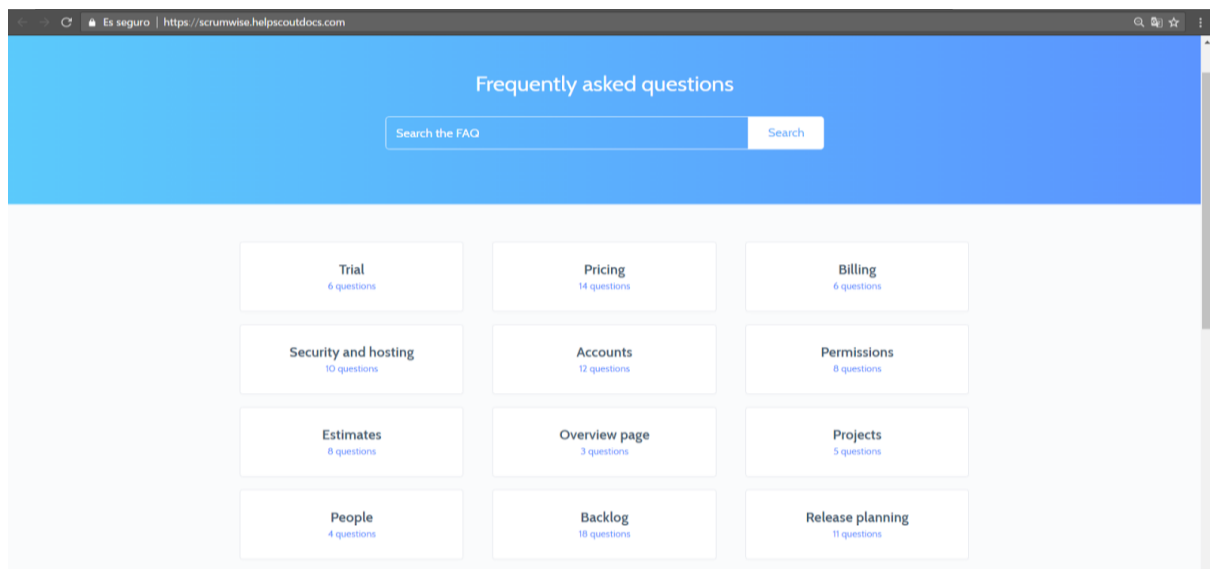 Es seguro | https://scrumwise.helpscoutdocs.com
Frequently asked questions
Search the FAQ
Search
Trial
6 questions
Pricing
14 questions
Billing
6 questions
Security and hosting
10 questions
Accounts
12 questions
Permissions
8 questions
Estimates
8 questions
Overview page
3 questions
Projects
5 questions
People
4 questions
Backlog
18 questions
Release planning
11 questions